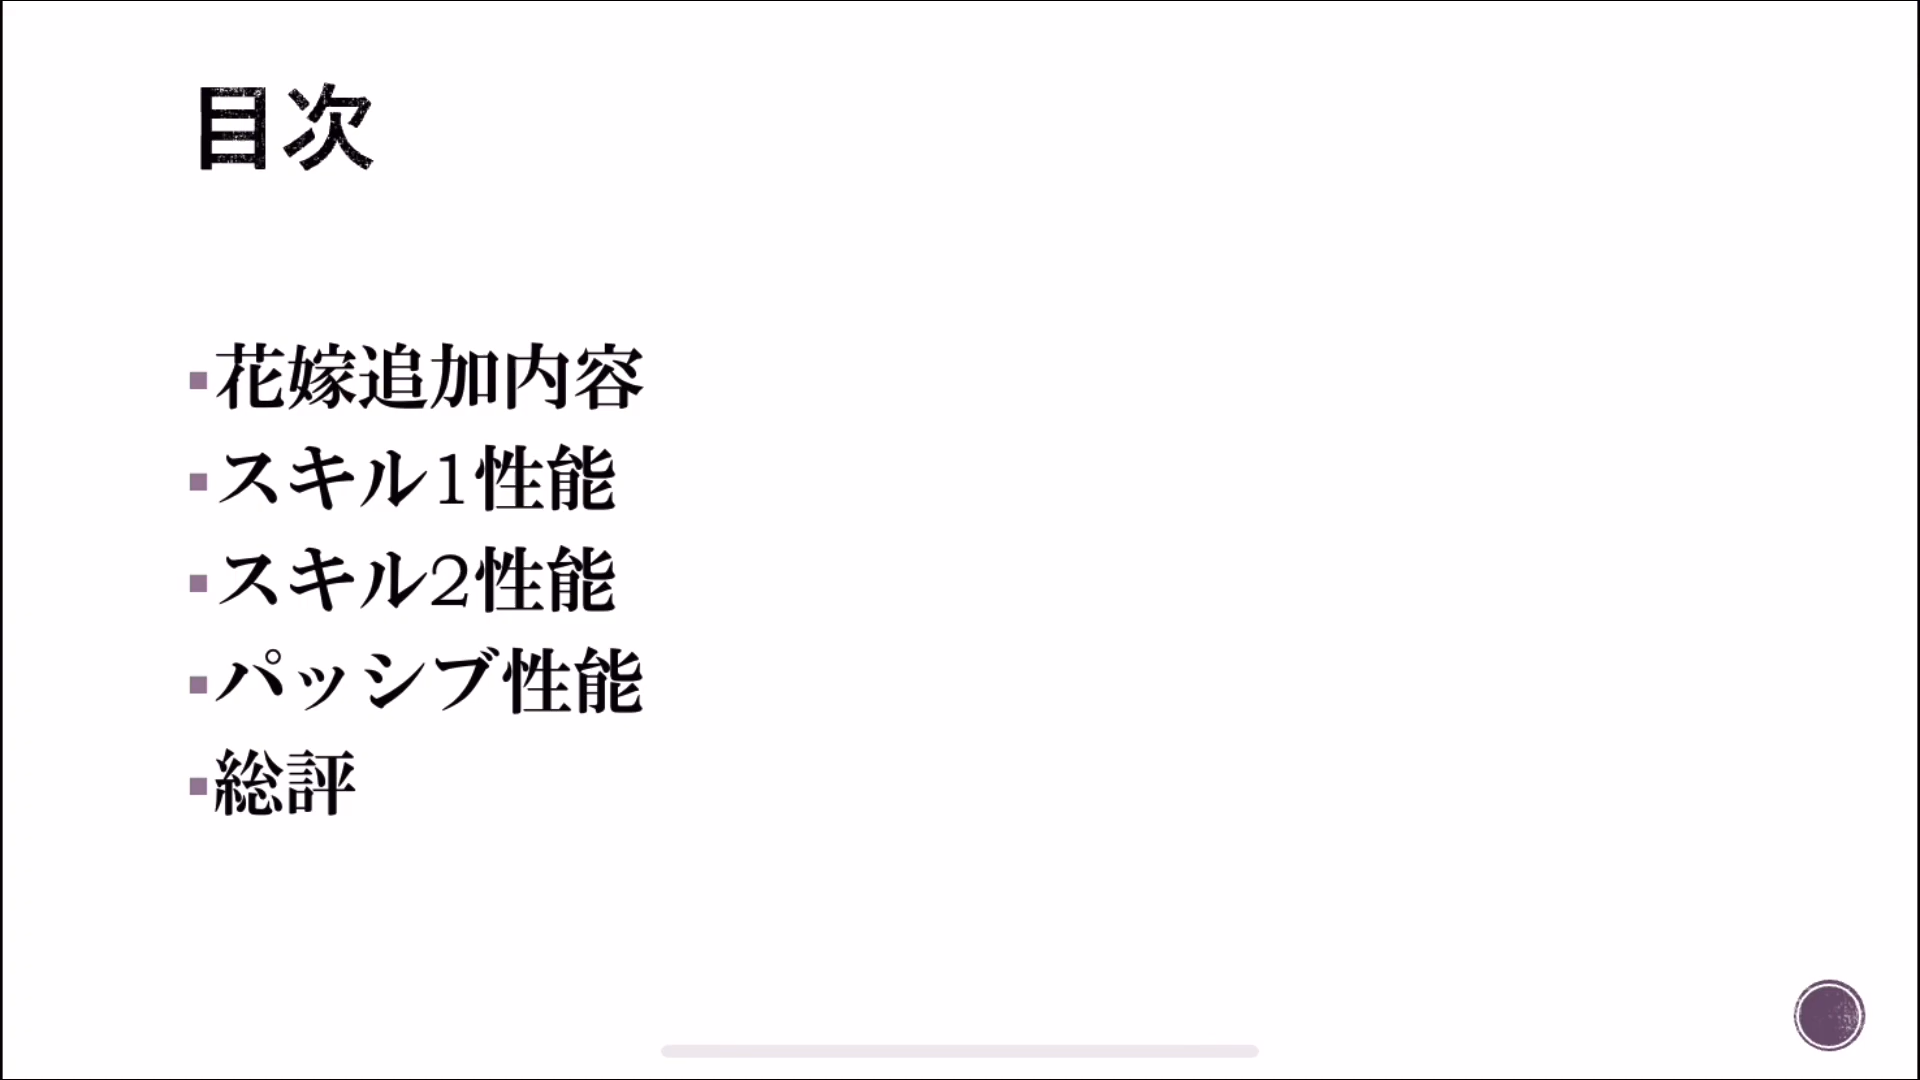 目次
花嫁追加内容
スキル1性能
スキル2性能
パッシブ性能
総評